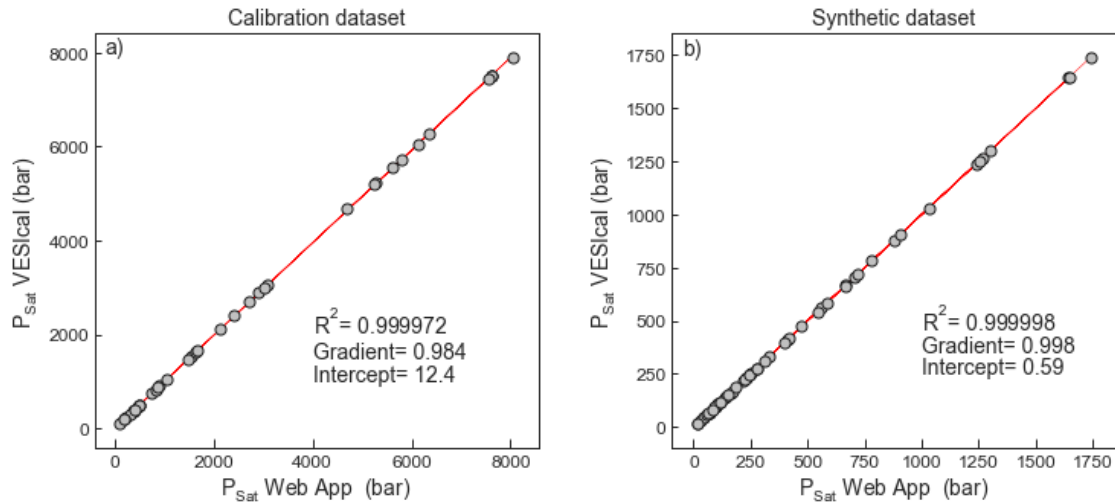 Calibration dataset
a)
8000
6000
4000
2000
0
P_Sat VESIcal (bar)
R^2= 0.999972
Gradient= 0.984
Intercept= 12.4
0 2000 4000 6000 8000
P_Sat Web App (bar)
Synthetic dataset
b)
1750
1500
1250
1000
750
500
250
0
P_Sat VESIcal (bar)
R^2= 0.999998
Gradient= 0.998
Intercept= 0.59
0 250 500 750 1000 1250 1500 1750
P_Sat Web App (bar)